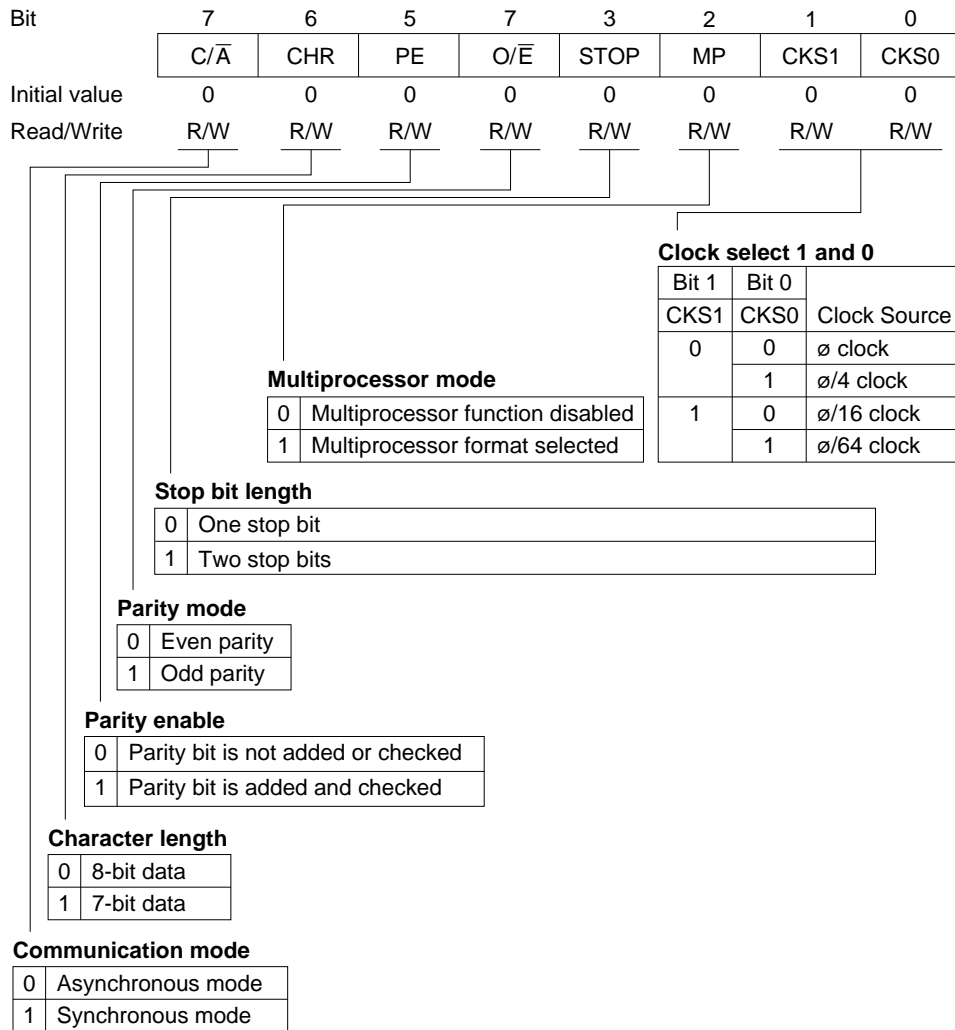 Bit 7 6 5 7 3 2 1 0
C/A̅ CHR PE O/E̅ STOP MP CKS1 CKS0
Initial value 0 0 0 0 0 0 0 0
Read/Write R/W R/W R/W R/W R/W R/W R/W R/W
Clock select 1 and 0
Bit 1 Bit 0
CKS1 CKS0 Clock Source
0 0 ø clock
1 ø/4 clock
1 0 ø/16 clock
1 ø/64 clock
Multiprocessor mode
0 Multiprocessor function disabled
1 Multiprocessor format selected
Stop bit length
0 One stop bit
1 Two stop bits
Parity mode
0 Even parity
1 Odd parity
Parity enable
0 Parity bit is not added or checked
1 Parity bit is added and checked
Character length
0 8-bit data
1 7-bit data
Communication mode
0 Asynchronous mode
1 Synchronous mode